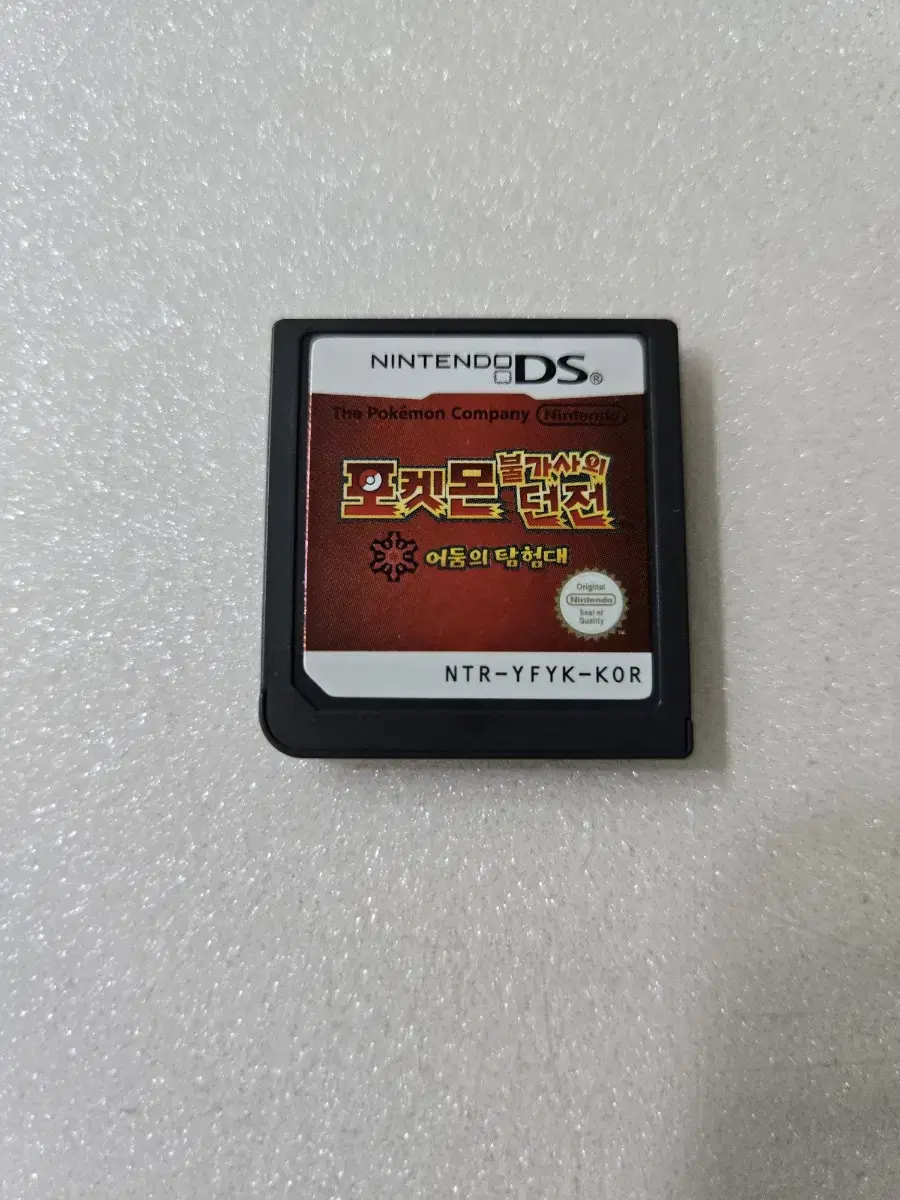 NINTENDO DS®
The Pokémon Company Nintendo
포켓몬 불가사의 던전
어둠의 탐험대
Original
Nintendo
Seal of
Quality
TM
NTR-YFYK-KOR